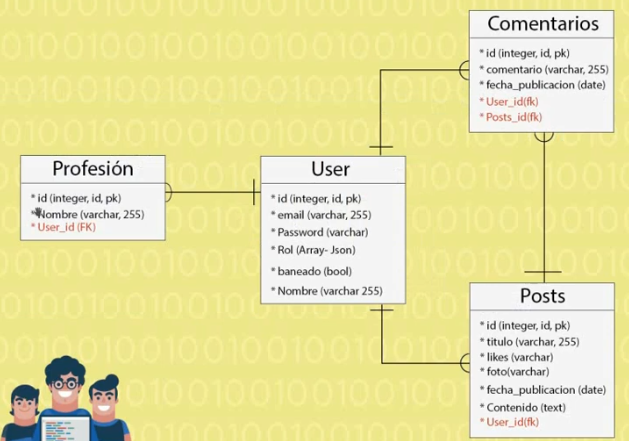 Comentarios
* id (integer, id, pk)
* comentario (varchar, 255)
* fecha_publicacion (date)
* User_id(fk)
* Posts_id(fk)
Profesión
* id (integer, id, pk)
*Nombre (varchar, 255)
* User_id (FK)
User
* id (integer, id, pk)
* email (varchar, 255)
* Password (varchar)
* Rol (Array- Json)
* baneado (bool)
* Nombre (varchar 255)
Posts
* id (integer, id, pk)
* titulo (varchar, 255)
* likes (varchar)
* foto(varchar)
* fecha_publicacion (date)
* Contenido (text)
* User_id(fk)